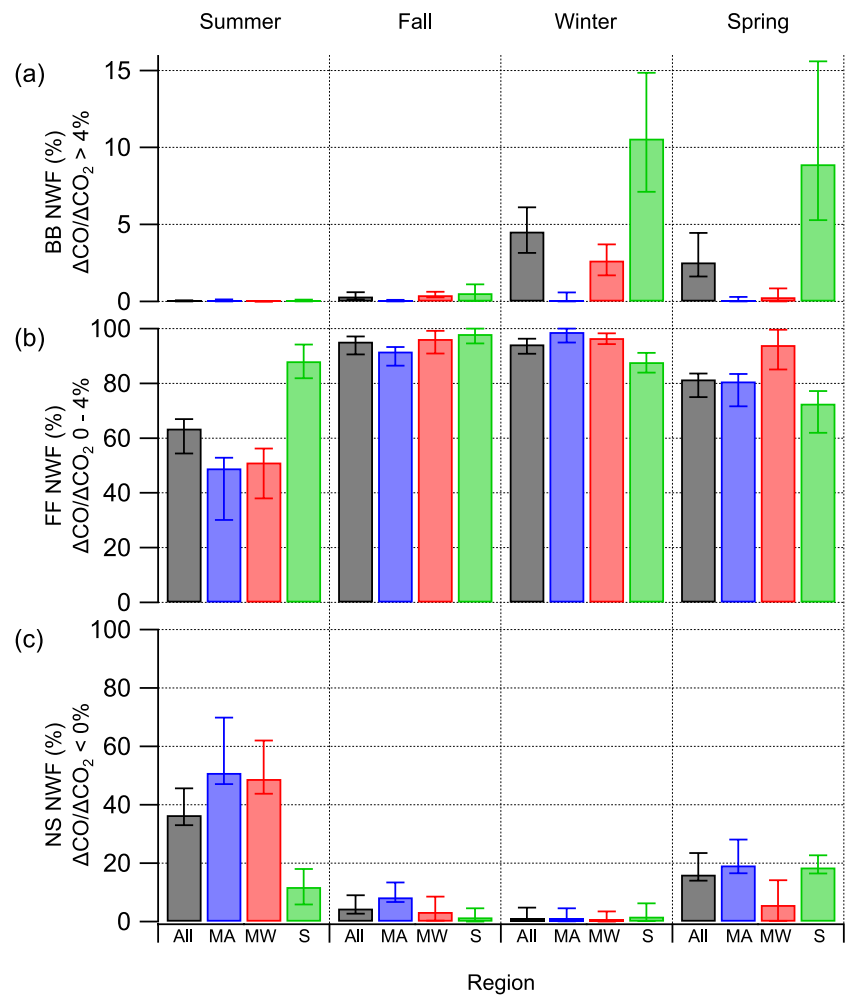 Summer Fall Winter Spring
(a)
BB NWF (%)
ΔCO/ΔCO₂ > 4%
15
10
5
0
(b)
FF NWF (%)
ΔCO/ΔCO₂ 0 - 4%
100
80
60
40
20
0
(c)
NS NWF (%)
ΔCO/ΔCO₂ < 0%
100
80
60
40
20
0
All MA MW S All MA MW S All MA MW S All MA MW S
Region